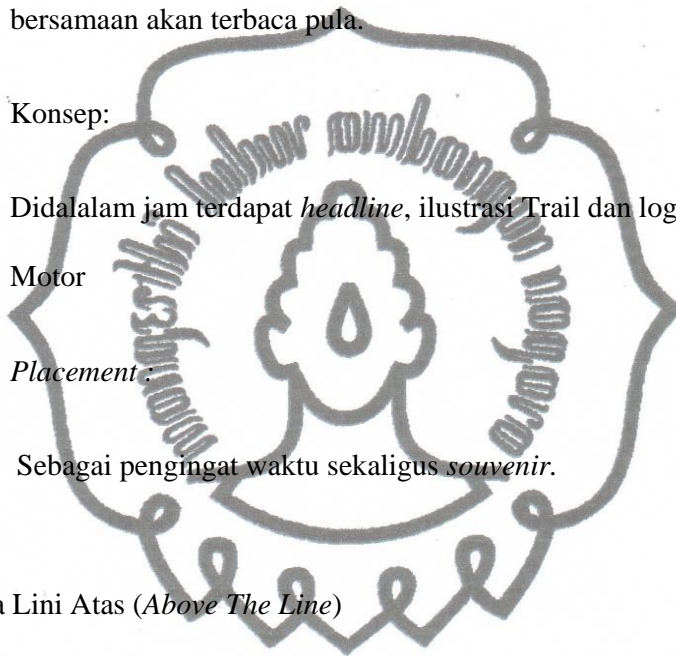 bersamaan akan terbaca pula.
Konsep:
Didalalam jam terdapat headline, ilustrasi Trail dan log
Motor
Placement :
Sebagai pengingat waktu sekaligus souvenir.
a Lini Atas (Above The Line)